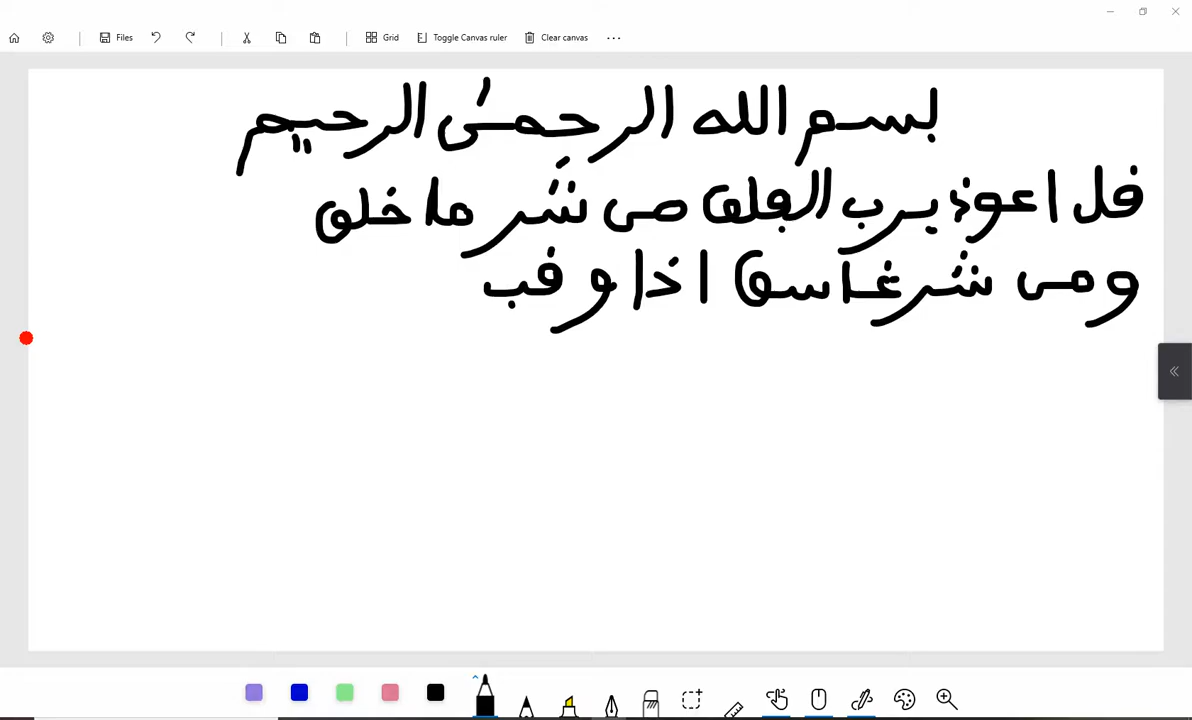 Files Grid Toggle Canvas ruler Clear canvas
بسم الله الرحمٰن الرحيم
قل اعوذ برب الفلق من شر ما خلق
ومن شر غاسق اذا وقب